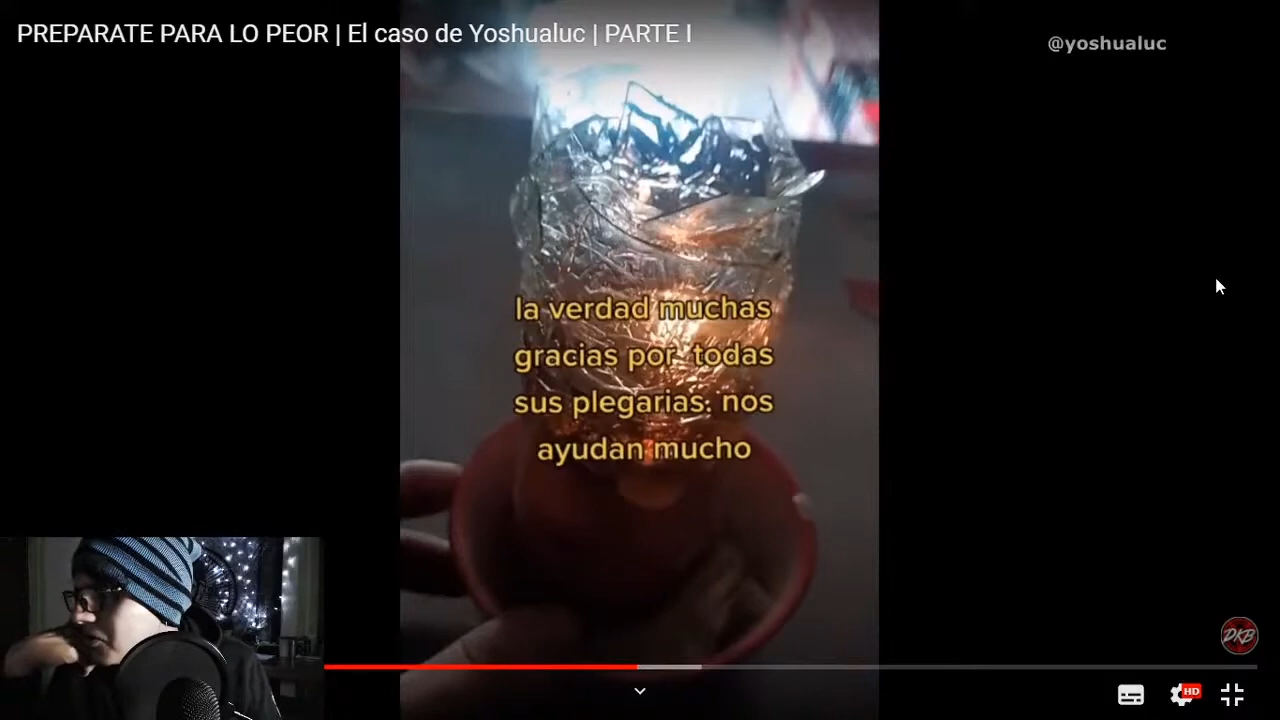 PREPARATE PARA LO PEOR | El caso de Yoshualuc | PARTE I
@yoshualuc
la verdad muchas
gracias por todas
sus plegarias. nos
ayudan mucho
DKB
HD